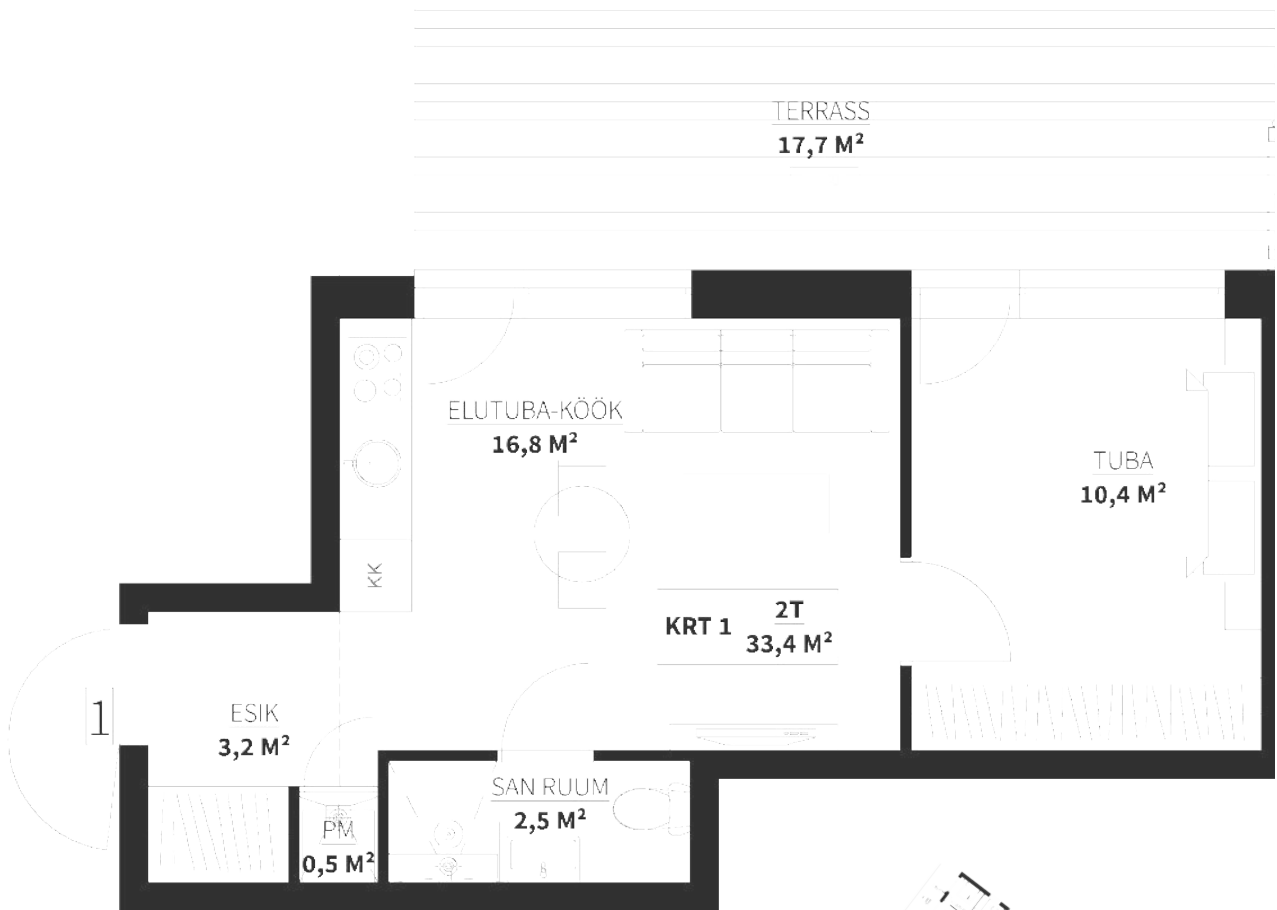 TERRASS
17,7 M²
ELUTUBA-KÖÖK
16,8 M²
TUBA
10,4 M²
KK
KRT 1
2T
33,4 M²
1
ESIK
3,2 M²
SAN RUUM
2,5 M²
PM
0,5 M²
1